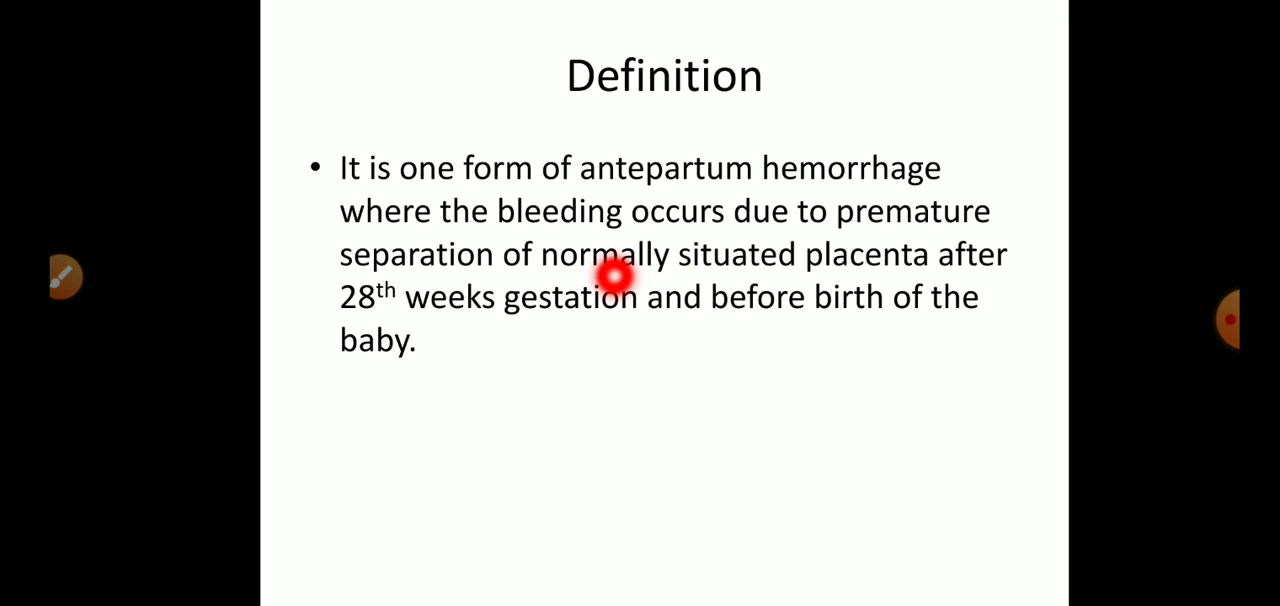 Definition
• It is one form of antepartum hemorrhage
where the bleeding occurs due to premature
separation of normally situated placenta after
28th weeks gestation and before birth of the
baby.